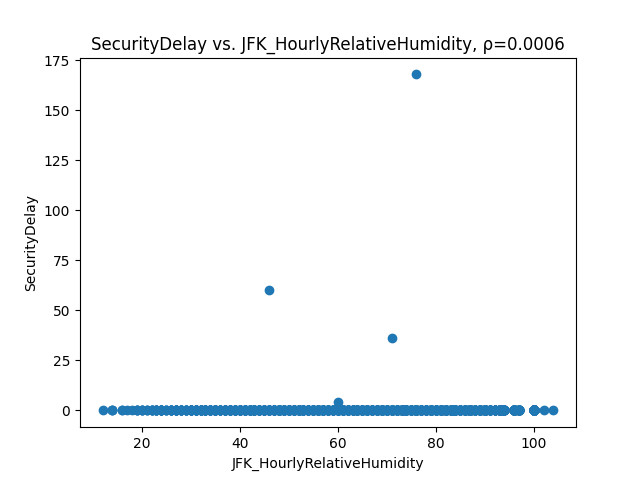 SecurityDelay vs. JFK_HourlyRelativeHumidity, ρ=0.0006
175
150
125
100
75
50
25
0
SecurityDelay
20 40 60 80 100
JFK_HourlyRelativeHumidity